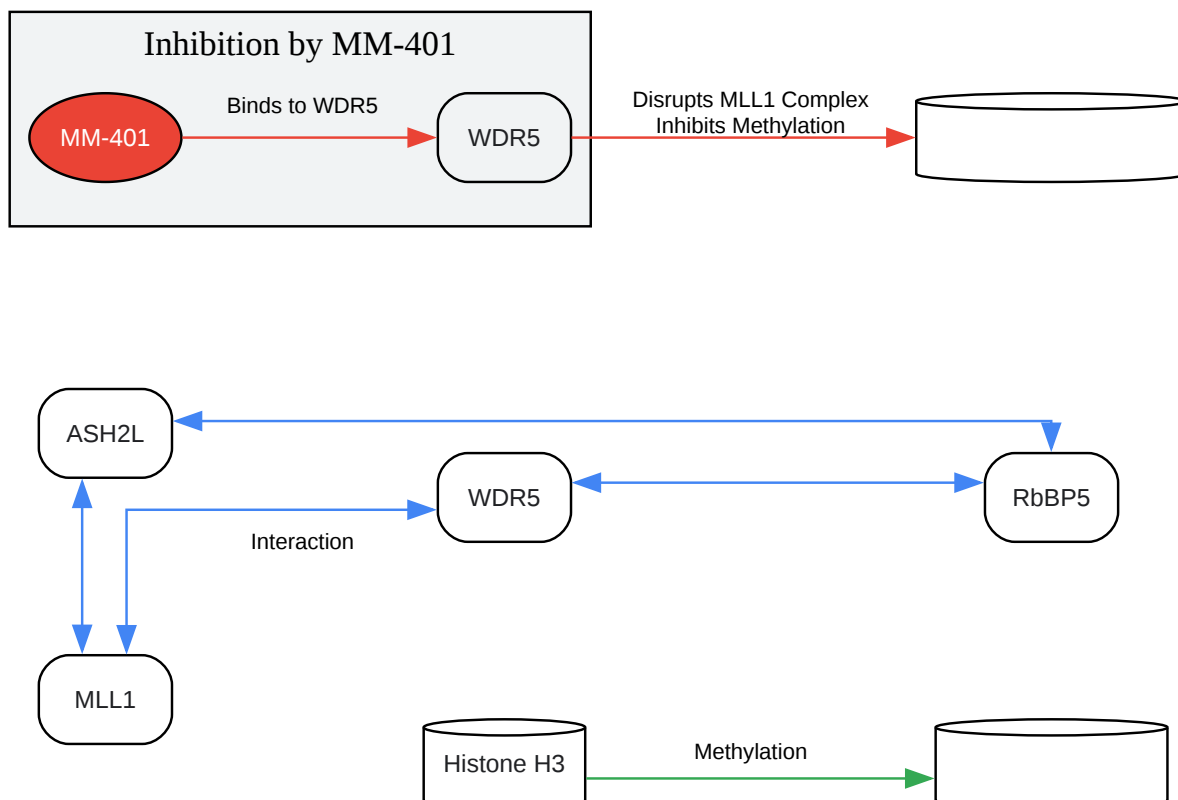 Inhibition by MM-401
MM-401
Binds to WDR5
WDR5
Disrupts MLL1 Complex
Inhibits Methylation
ASH2L
WDR5
RbBP5
Interaction
MLL1
Histone H3
Methylation